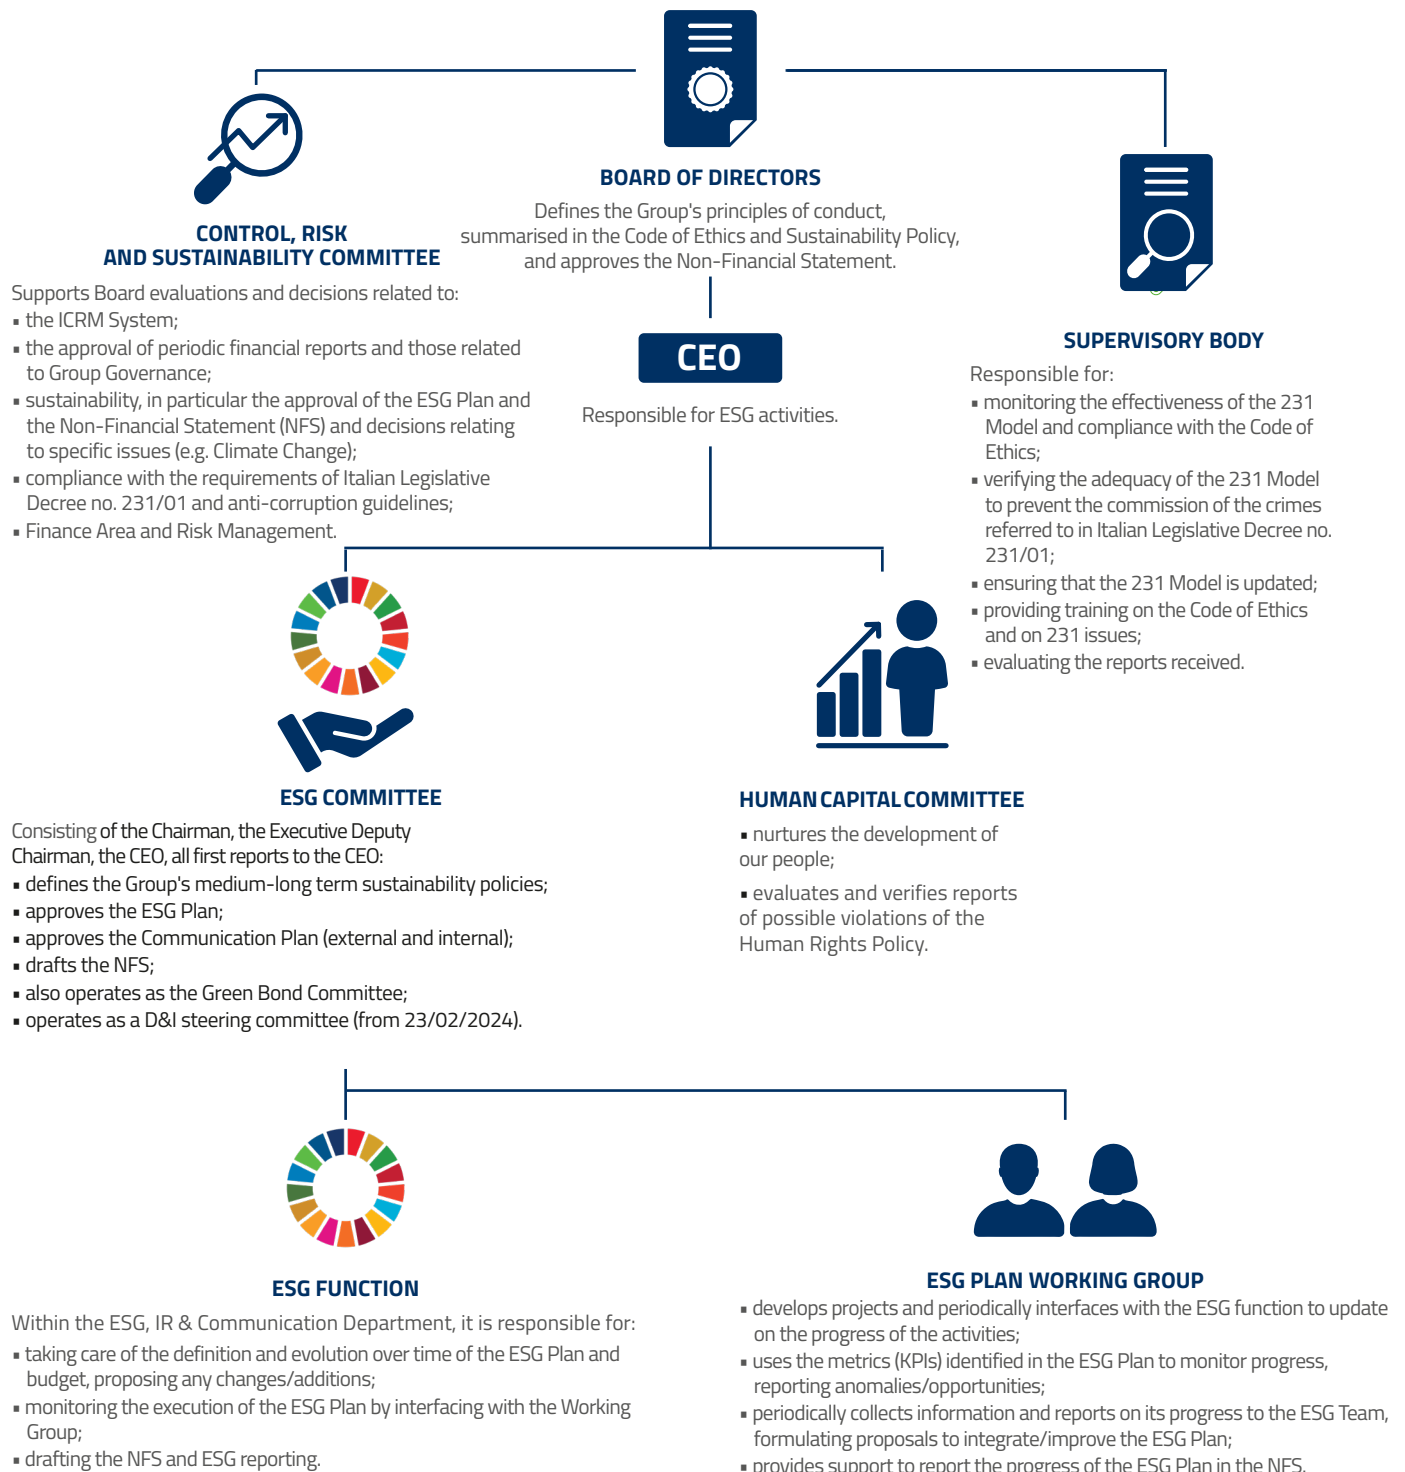 BOARD OF DIRECTORS
Defines the Group's principles of conduct,
summarised in the Code of Ethics and Sustainability Policy,
and approves the Non-Financial Statement.
CONTROL, RISK
AND SUSTAINABILITY COMMITTEE
Supports Board evaluations and decisions related to:
▪ the ICRM System;
▪ the approval of periodic financial reports and those related
to Group Governance;
▪ sustainability, in particular the approval of the ESG Plan and
the Non-Financial Statement (NFS) and decisions relating
to specific issues (e.g. Climate Change);
▪ compliance with the requirements of Italian Legislative
Decree no. 231/01 and anti-corruption guidelines;
▪ Finance Area and Risk Management.
CEO
Responsible for ESG activities.
SUPERVISORY BODY
Responsible for:
▪ monitoring the effectiveness of the 231
Model and compliance with the Code of
Ethics;
▪ verifying the adequacy of the 231 Model
to prevent the commission of the crimes
referred to in Italian Legislative Decree no.
231/01;
▪ ensuring that the 231 Model is updated;
▪ providing training on the Code of Ethics
and on 231 issues;
▪ evaluating the reports received.
ESG COMMITTEE
Consisting of the Chairman, the Executive Deputy
Chairman, the CEO, all first reports to the CEO:
▪ defines the Group's medium-long term sustainability policies;
▪ approves the ESG Plan;
▪ approves the Communication Plan (external and internal);
▪ drafts the NFS;
▪ also operates as the Green Bond Committee;
▪ operates as a D&I steering committee (from 23/02/2024).
HUMAN CAPITAL COMMITTEE
▪ nurtures the development of
our people;
▪ evaluates and verifies reports
of possible violations of the
Human Rights Policy.
ESG FUNCTION
Within the ESG, IR & Communication Department, it is responsible for:
▪ taking care of the definition and evolution over time of the ESG Plan and
budget, proposing any changes/additions;
▪ monitoring the execution of the ESG Plan by interfacing with the Working
Group;
▪ drafting the NFS and ESG reporting.
ESG PLAN WORKING GROUP
▪ develops projects and periodically interfaces with the ESG function to update
on the progress of the activities;
▪ uses the metrics (KPIs) identified in the ESG Plan to monitor progress,
reporting anomalies/opportunities;
▪ periodically collects information and reports on its progress to the ESG Team,
formulating proposals to integrate/improve the ESG Plan;
▪ provides support to report the progress of the ESG Plan in the NFS.